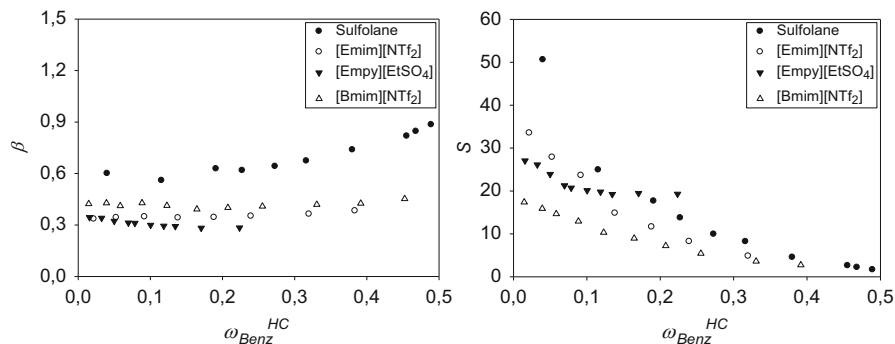 1,5
1,2
0,9
0,6
0,3
0,0
β
0,0 0,1 0,2 0,3 0,4 0,5
ω_Benz^HC
Sulfolane
[Emim][NTf₂]
[Empy][EtSO₄]
[Bmim][NTf₂]
60
50
40
30
20
10
0
S
0,0 0,1 0,2 0,3 0,4 0,5
ω_Benz^HC
Sulfolane
[Emim][NTf₂]
[Empy][EtSO₄]
[Bmim][NTf₂]